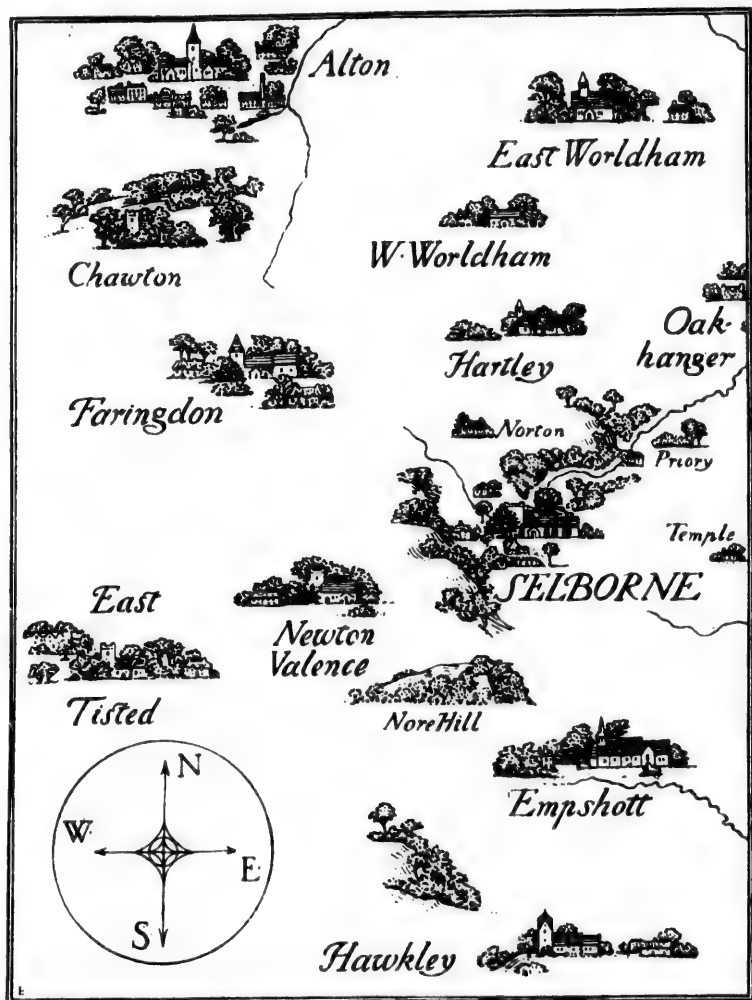 Alton
East Worldham
Chawton
W. Worldham
Oak-
hanger
Hartley
Faringdon
Norton
Priory
Temple
SELBORNE
East
Tisted
Newton
Valence
Nore Hill
Empshott
N
W.
E
S
Hawkley
E